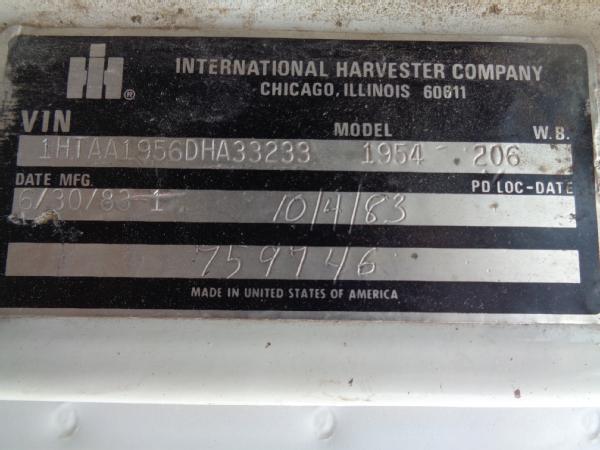 IH®
INTERNATIONAL HARVESTER COMPANY
CHICAGO, ILLINOIS 60611
VIN MODEL W.B.
1HTAA1956DHA33233 1954 206
DATE MFG. PD LOC-DATE
6/30/83 1 10/4/83
759746
MADE IN UNITED STATES OF AMERICA